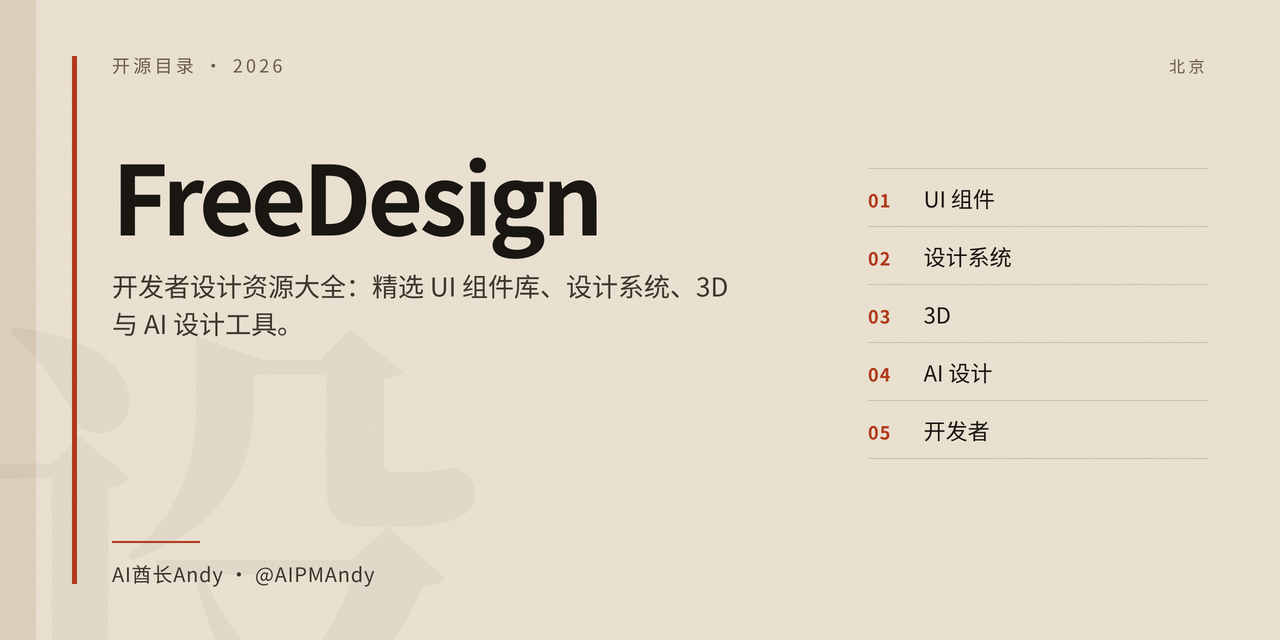 开源目录 • 2026
北京
FreeDesign
开发者设计资源大全：精选 UI 组件库、设计系统、3D
与 AI 设计工具。
01 UI 组件
02 设计系统
03 3D
04 AI 设计
05 开发者
AI酋长Andy • @AIPMAndy
设